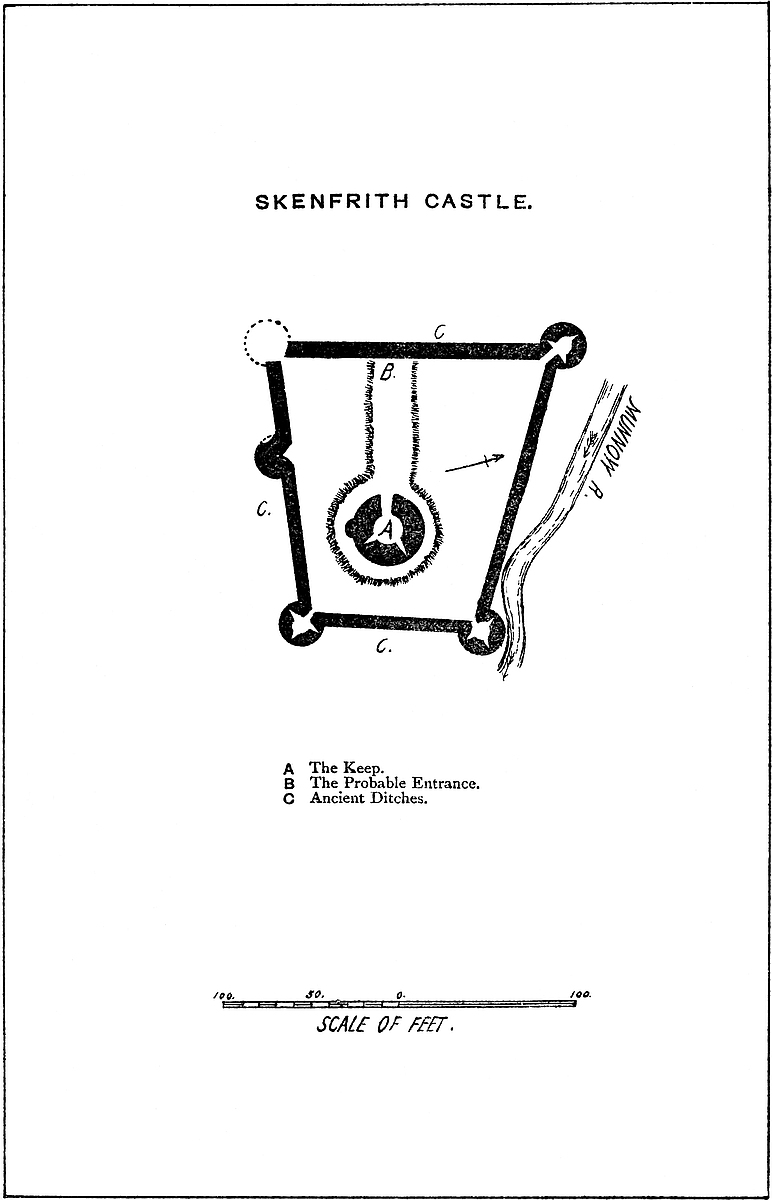 SKENFRITH CASTLE.
C
B.
MUNNOW R.
C.
A
C.
A The Keep.
B The Probable Entrance.
C Ancient Ditches.
100. 50. 0. 100.
SCALE OF FEET.